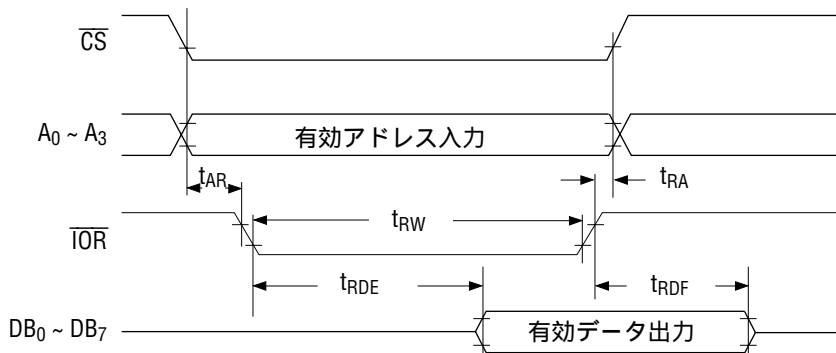 CS
A0 ~ A3 有効アドレス入力
tAR tRA
IOR tRW
tRDE tRDF
DB0 ~ DB7 有効データ出力